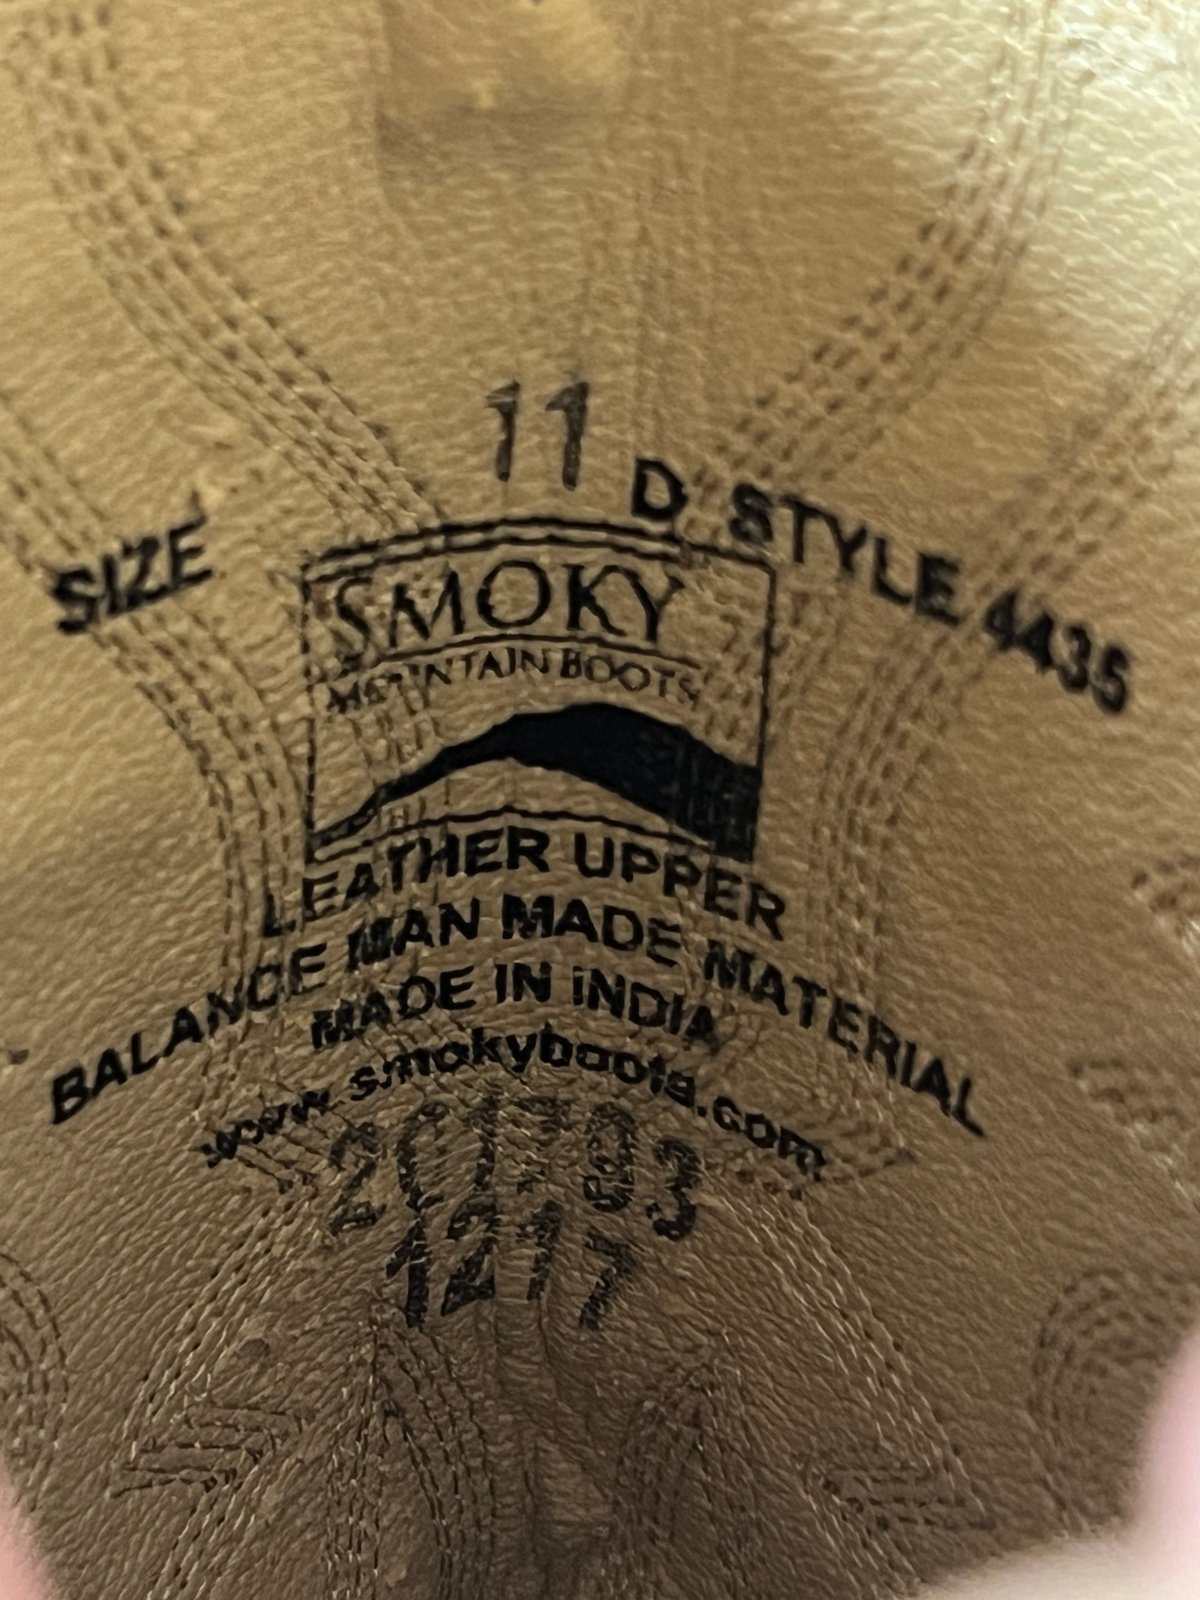 SIZE 11 D STYLE 4435
SMOKY
MOUNTAIN BOOTS
LEATHER UPPER
BALANCE MAN MADE MATERIAL
MADE IN INDIA
www.smokyboots.com
1217